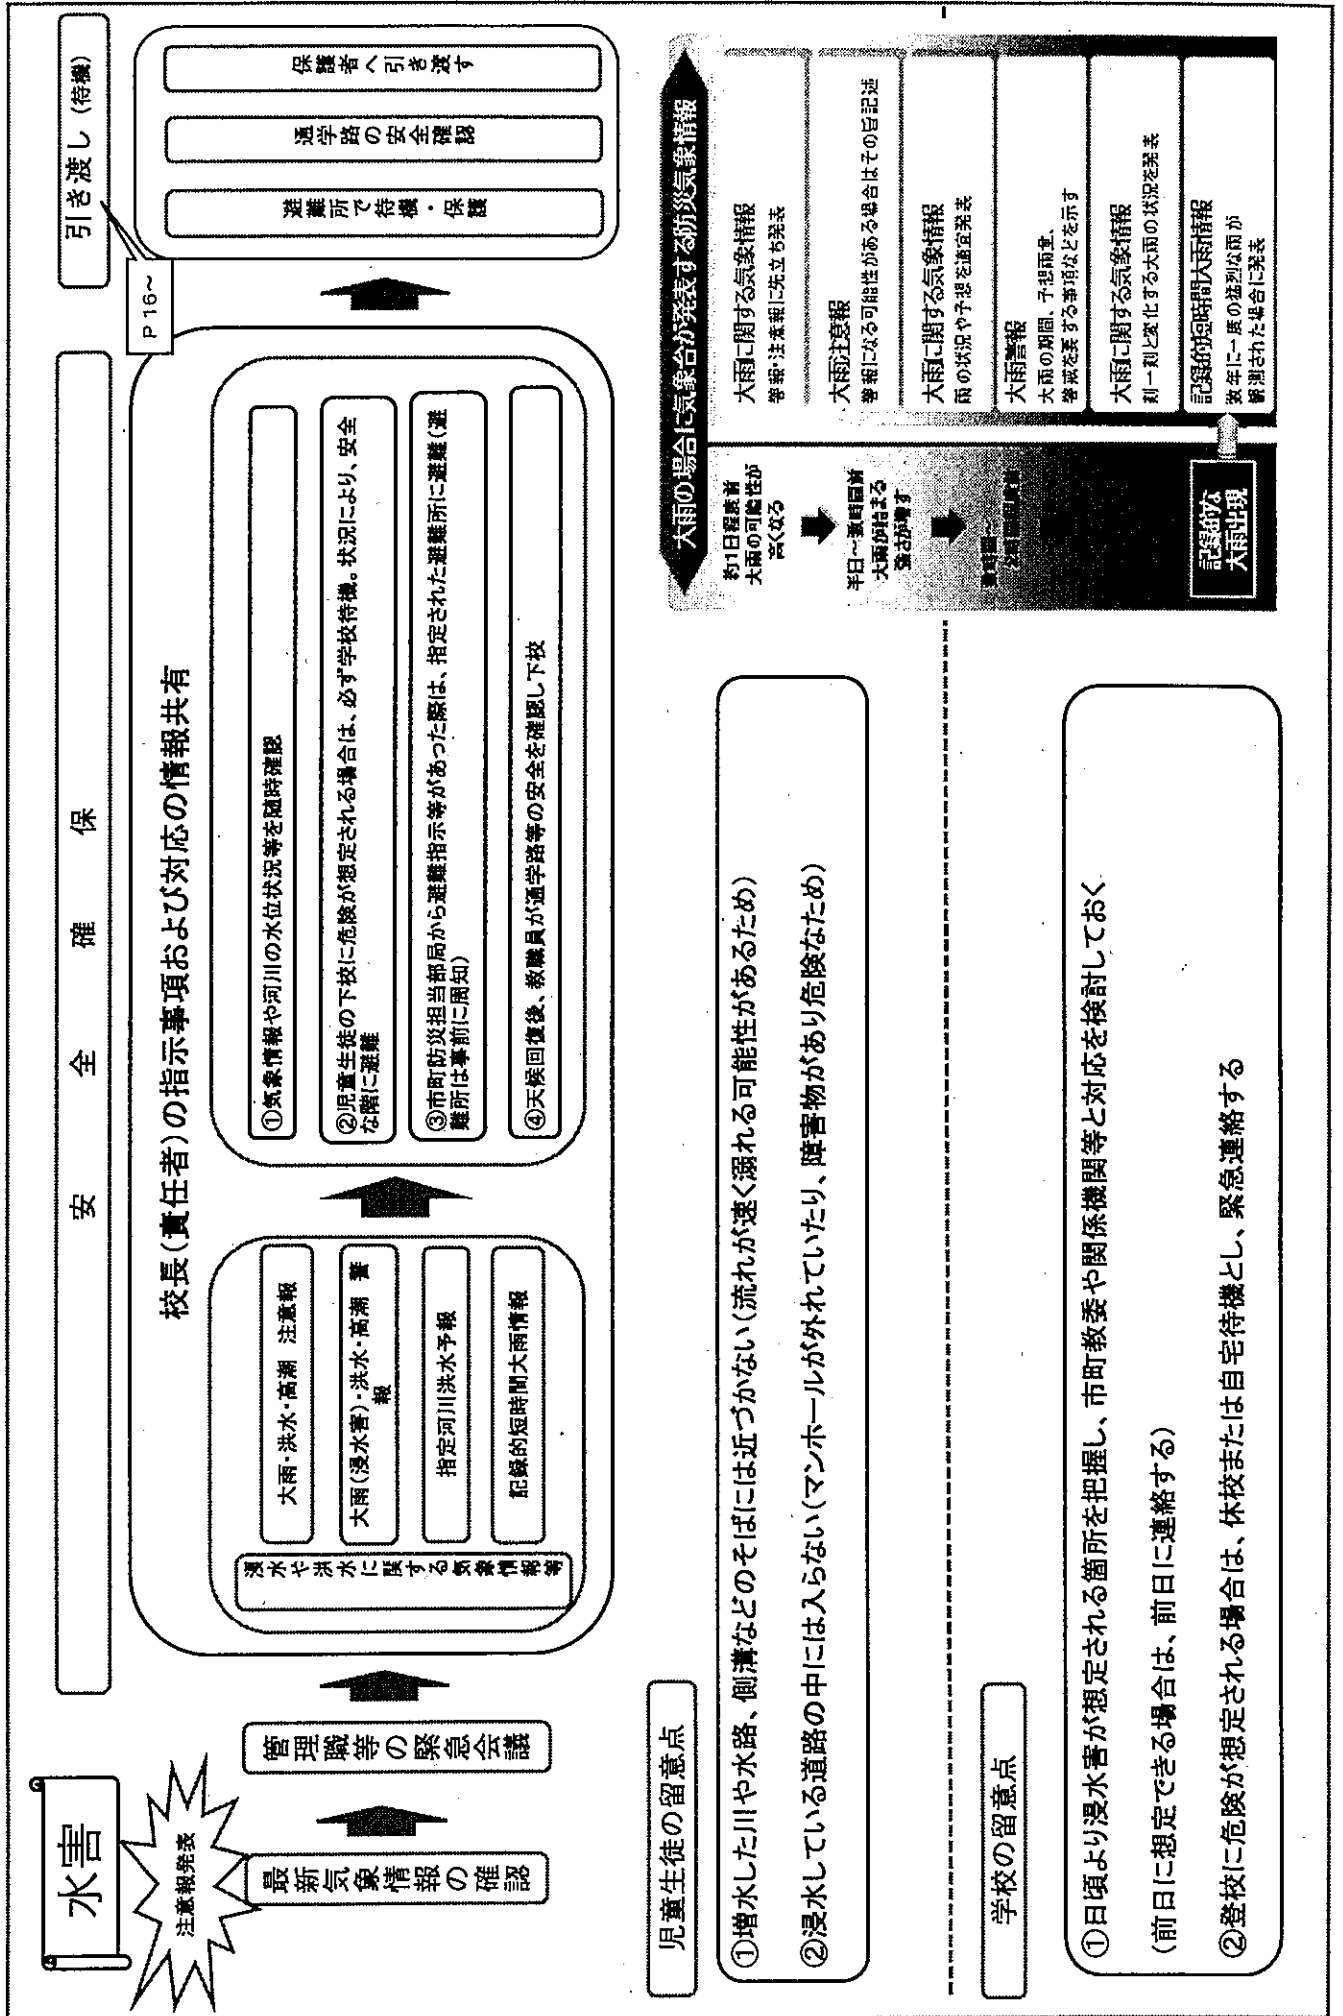 水害
注意報発表
最新気象情報の確認
管理職等の緊急会議
安全確保
校長(責任者)の指示事項および対応の情報共有
浸水や洪水に関する気象情報等
大雨・洪水・高潮 注意報
大雨(浸水害)・洪水・高潮 警
報
指定河川洪水予報
記録的短時間大雨情報
①気象情報や河川の水位状況等を随時確認
②児童生徒の下校に危険が想定される場合は、必ず学校待機。状況により、安全
な階に避難
③市町防災担当部局から避難指示等があった際は、指定された避難所に避難(避
難所は事前に周知)
④天候回復後、教職員が通学路等の安全を確認し下校
引き渡し(待機)
P16~
避難所で待機・保護
通学路の安全確認
保護者へ引き渡す
児童生徒の留意点
①増水した川や水路、側溝などのそばには近づかない(流れが速く溺れる可能性があるため)
②浸水している道路の中には入らない(マンホールが外れていたり、障害物があり危険なため)
学校の留意点
①日頃より浸水害が想定される箇所を把握し、市町教委や関係機関等と対応を検討しておく
(前日に想定できる場合は、前日に連絡する)
②登校に危険が想定される場合は、休校または自宅待機とし、緊急連絡する
大雨の場合に気象台が発表する防災気象情報
約1日程度前
大雨の可能性が
高くなる
大雨に関する気象情報
警報・注意報に先立ち発表
半日~数時間前
大雨が始まる
強さが増す
大雨注意報
警報になる可能性がある場合はその旨記述
大雨に関する気象情報
雨の状況や予想を適宜発表
大雨警報
大雨の期間、予想雨量、
警戒を要する事項などを示す
大雨に関する気象情報
刻一刻と変化する大雨の状況を発表
記録的な
大雨出現
記録的短時間大雨情報
数年に一度の猛烈な雨が
観測された場合に発表